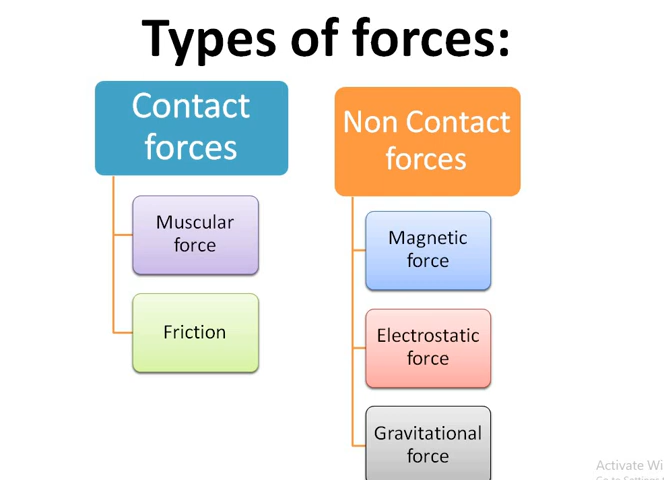 Types of forces:
Contact
forces
Muscular
force
Friction
Non Contact
forces
Magnetic
force
Electrostatic
force
Gravitational
force
Activate Wi